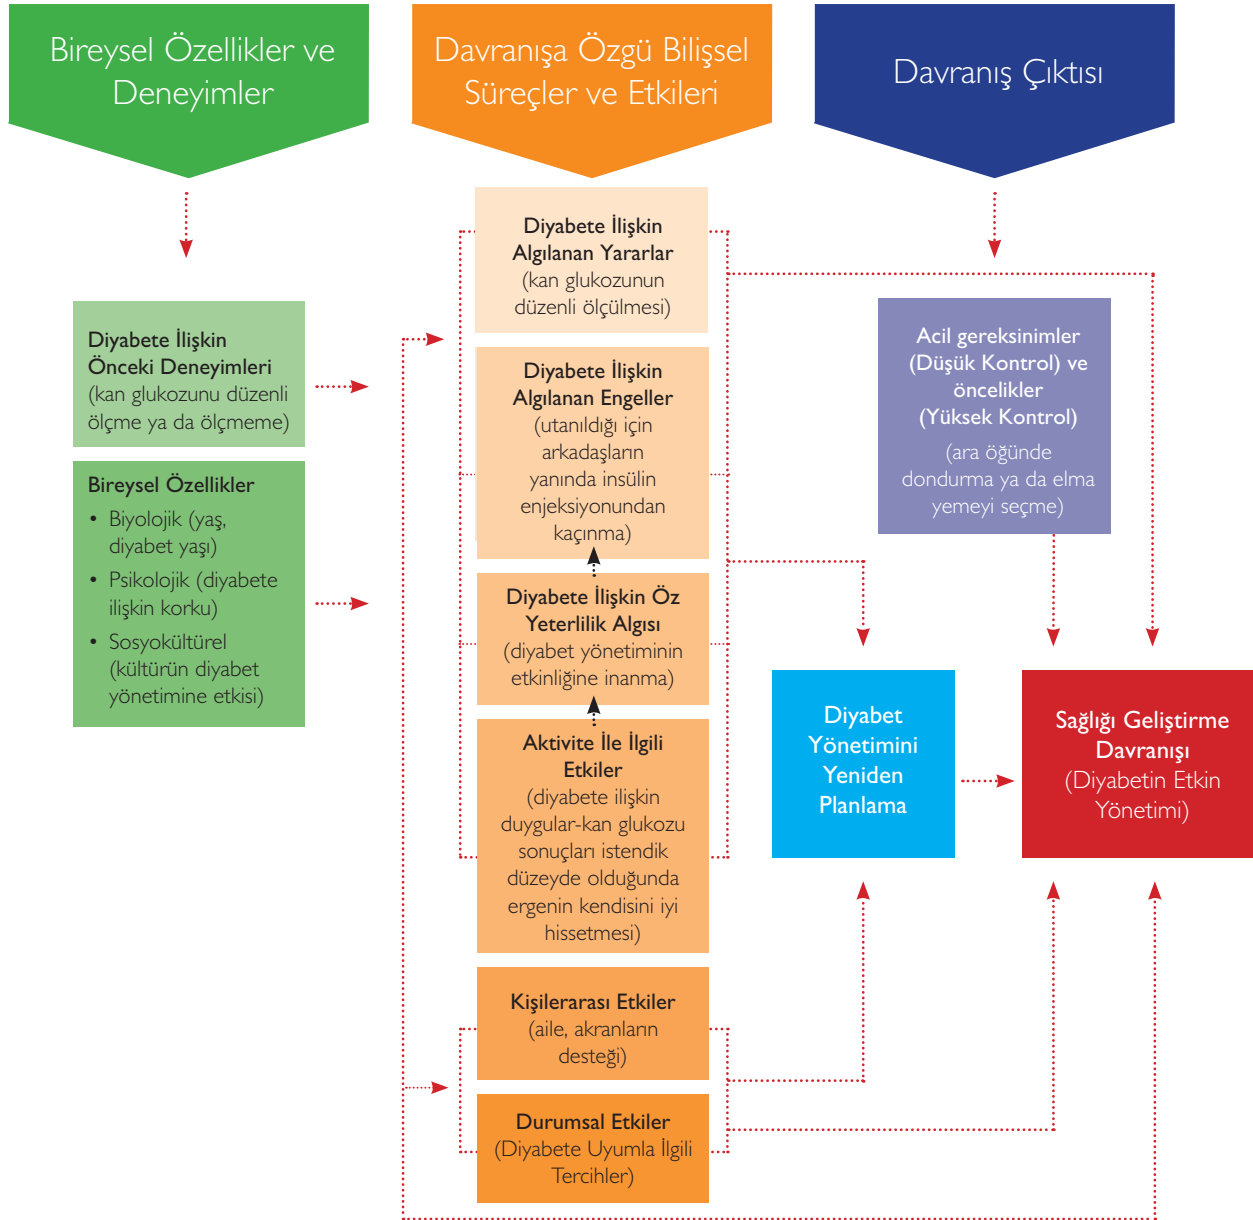 Bireysel Özellikler ve
Deneyimler
Davranışa Özgü Bilişsel
Süreçler ve Etkileri
Davranış Çıktısı
Diyabete İlişkin
Önceki Deneyimleri
(kan glukozunu düzenli
ölçme ya da ölçmeme)
Bireysel Özellikler
• Biyolojik (yaş,
diyabet yaşı)
• Psikolojik (diyabete
ilişkin korku)
• Sosyokültürel
(kültürün diyabet
yönetimine etkisi)
Diyabete İlişkin
Algılanan Yararlar
(kan glukozunun
düzenli ölçülmesi)
Diyabete İlişkin
Algılanan Engeller
(utanıldığı için
arkadaşların
yanında insülin
enjeksiyonundan
kaçınma)
Diyabete İlişkin Öz
Yeterlilik Algısı
(diyabet yönetiminin
etkinliğine inanma)
Aktivite İle İlgili
Etkiler
(diyabete ilişkin
duygular-kan glukozu
sonuçları istendik
düzeyde olduğunda
ergenin kendisini iyi
hissetmesi)
Kişilerarası Etkiler
(aile, akranların
desteği)
Durumsal Etkiler
(Diyabete Uyumla İlgili
Tercihler)
Acil gereksinimler
(Düşük Kontrol) ve
öncelikler
(Yüksek Kontrol)
(ara öğünde
dondurma ya da elma
yemeyi seçme)
Diyabet
Yönetimini
Yeniden
Planlama
Sağlığı Geliştirme
Davranışı
(Diyabetin Etkin
Yönetimi)